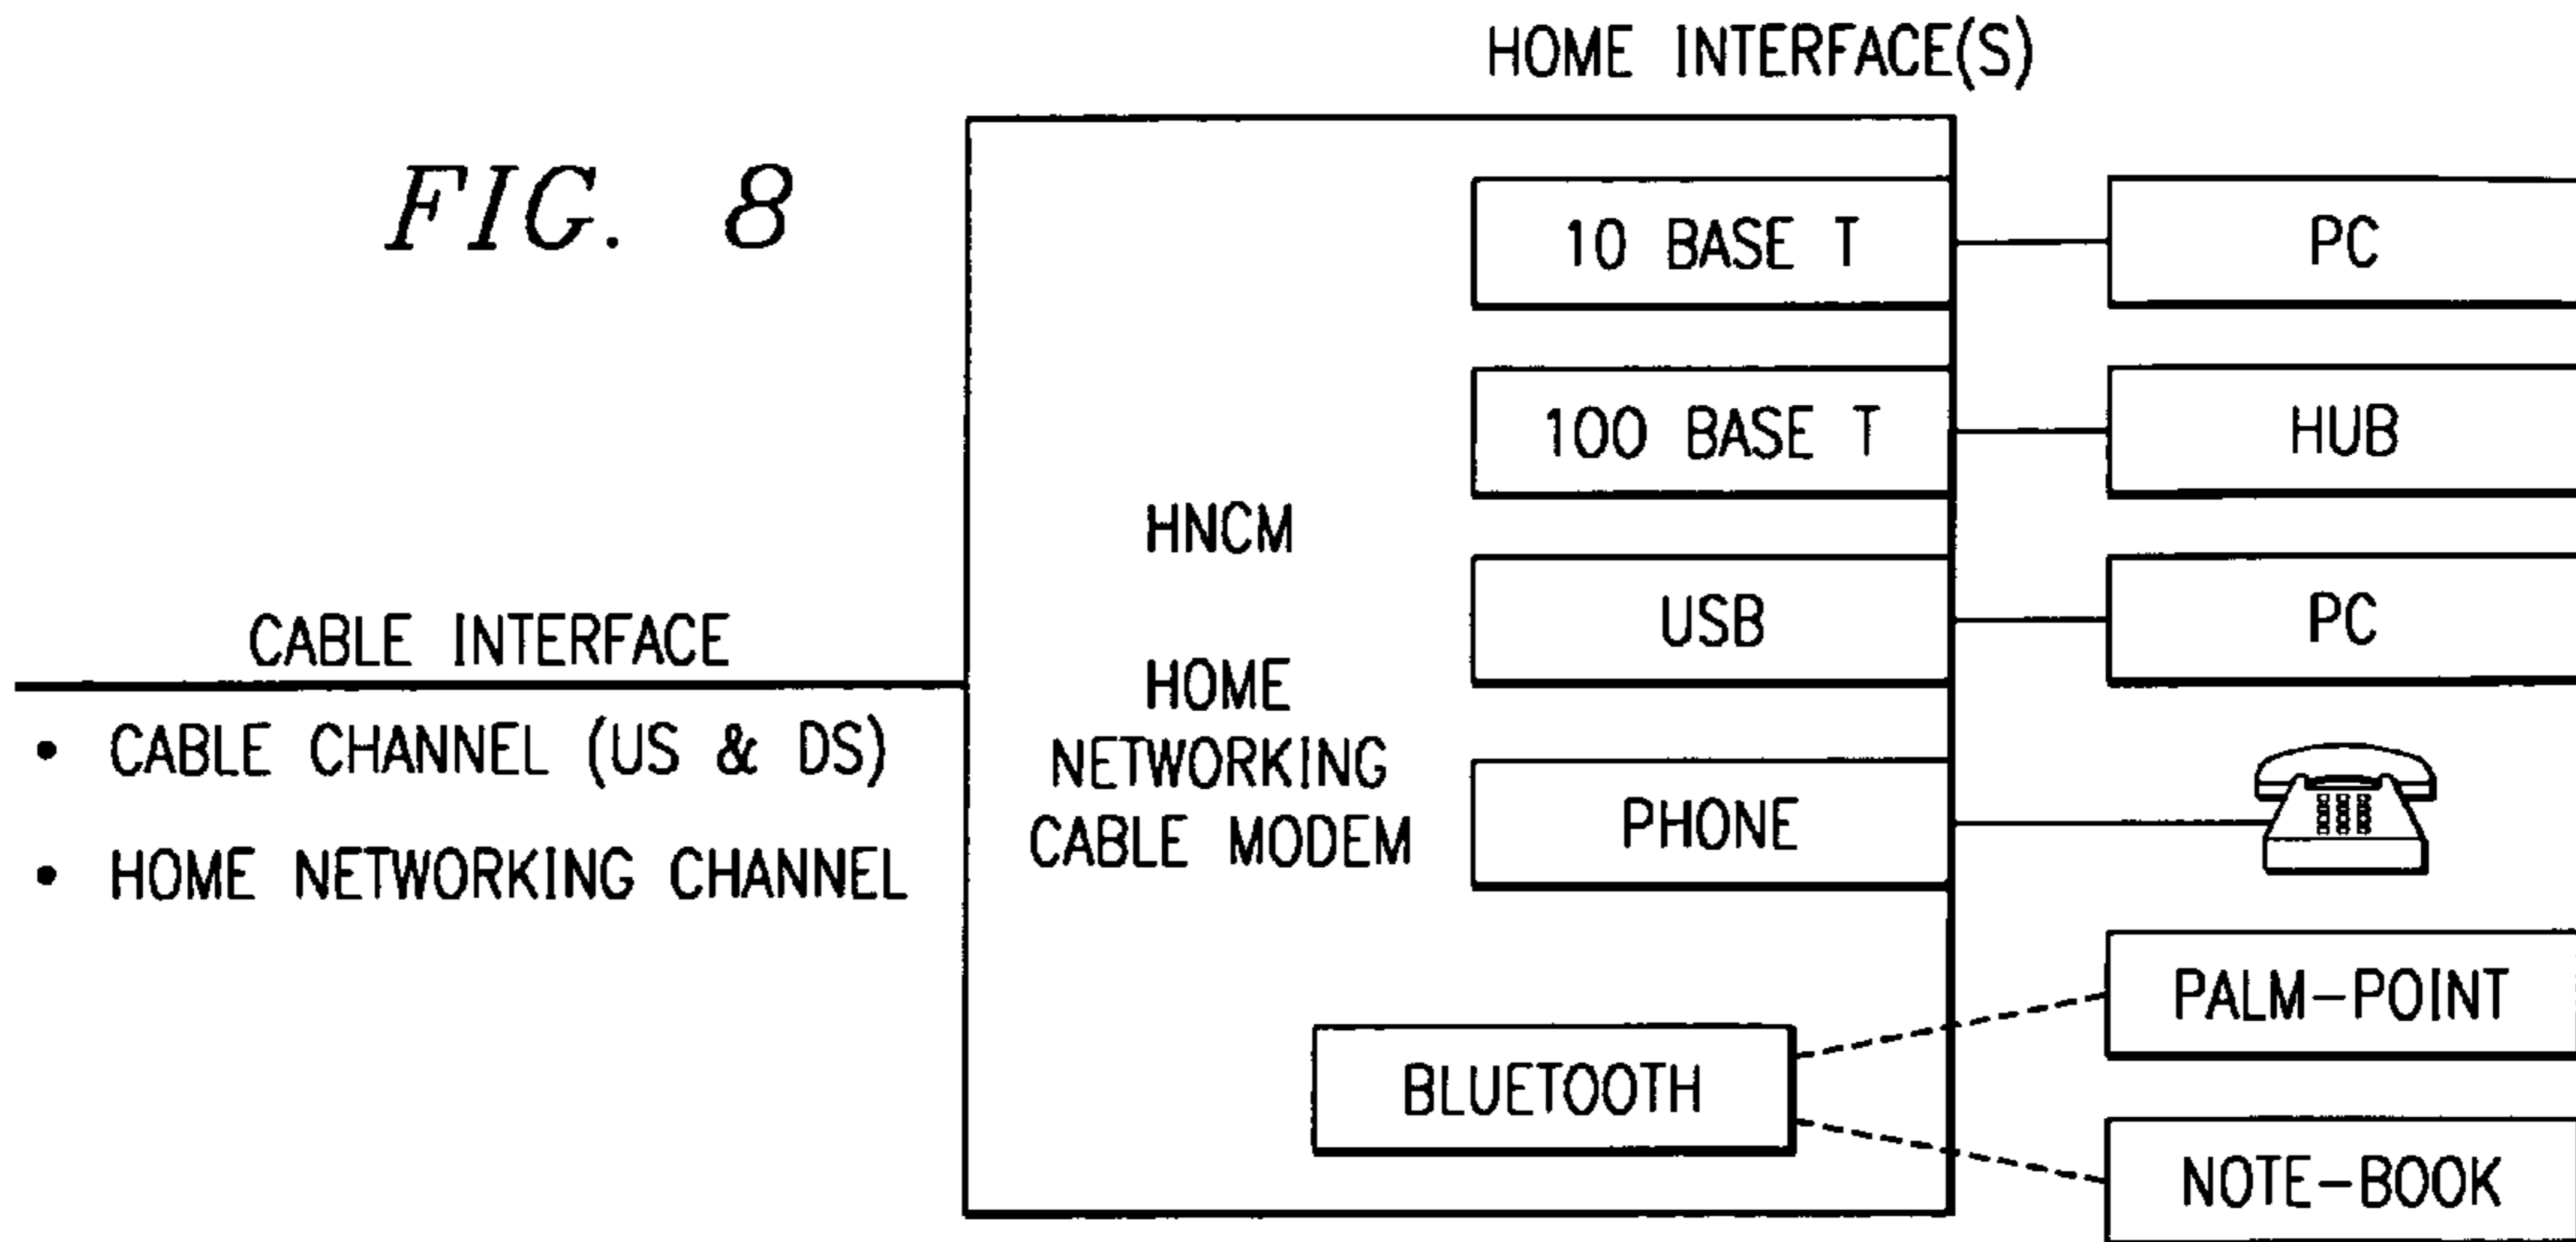 HOME INTERFACE(S)
FIG. 8
10 BASE T
PC
100 BASE T
HUB
HNCM
USB
PC
CABLE INTERFACE
HOME
NETWORKING
CABLE MODEM
• CABLE CHANNEL (US & DS)
PHONE
• HOME NETWORKING CHANNEL
PALM-POINT
BLUETOOTH
NOTE-BOOK